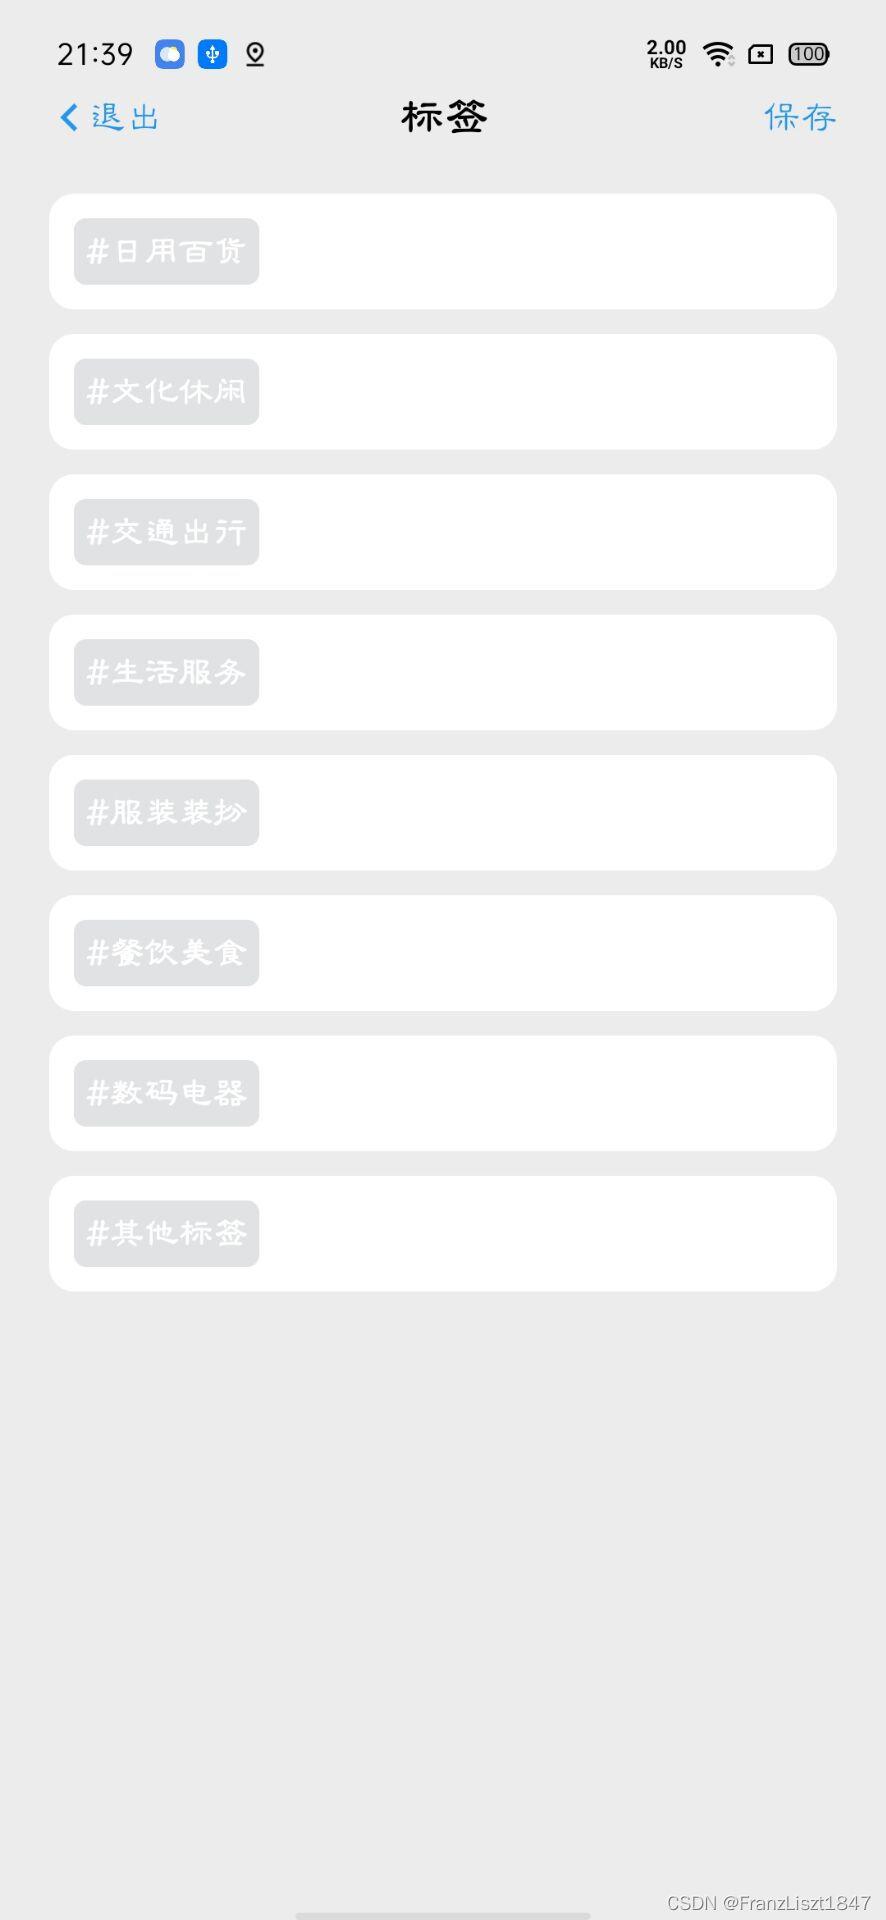 21:39 2.00 KB/S 100
退出 标签 保存
#日用百货
#文化休闲
#交通出行
#生活服务
#服装装扮
#餐饮美食
#数码电器
#其他标签
CSDN @FranzLiszt1847